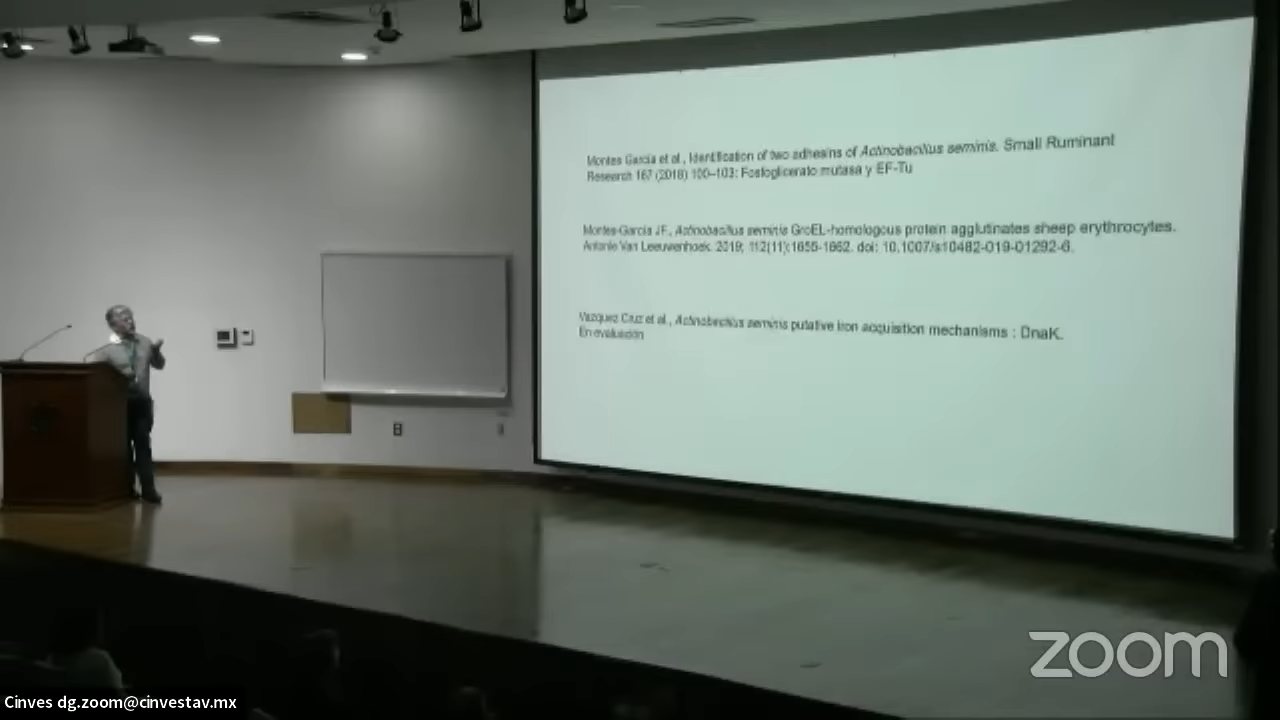 Montes Garcia et al., Identification of two adhesins of Actinobacillus seminis. Small Ruminant
Research 167 (2018) 100–103: Fosfoglicerato mutasa y EF-Tu
Montes-García JF., Actinobacillus seminis GroEL-homologous protein agglutinates sheep erythrocytes.
Antonie Van Leeuwenhoek. 2019; 112(11):1655-1662. doi: 10.1007/s10482-019-01292-6.
Vazquez Cruz et al., Actinobacillus seminis putative iron acquisition mechanisms : DnaK.
En evaluación
zoom
Cinves dg.zoom@cinvestav.mx